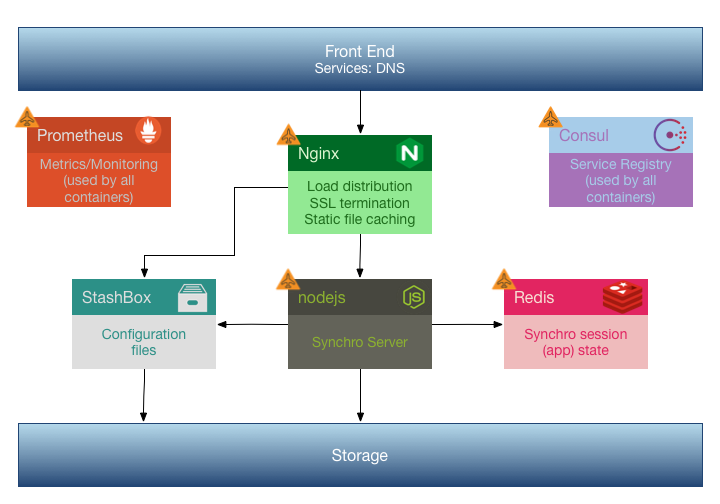 Front End
Services: DNS
Prometheus
Metrics/Monitoring
(used by all
containers)
Nginx
Load distribution
SSL termination
Static file caching
Consul
Service Registry
(used by all
containers)
StashBox
Configuration
files
nodejs
JS
Synchro Server
Redis
Synchro session
(app) state
Storage